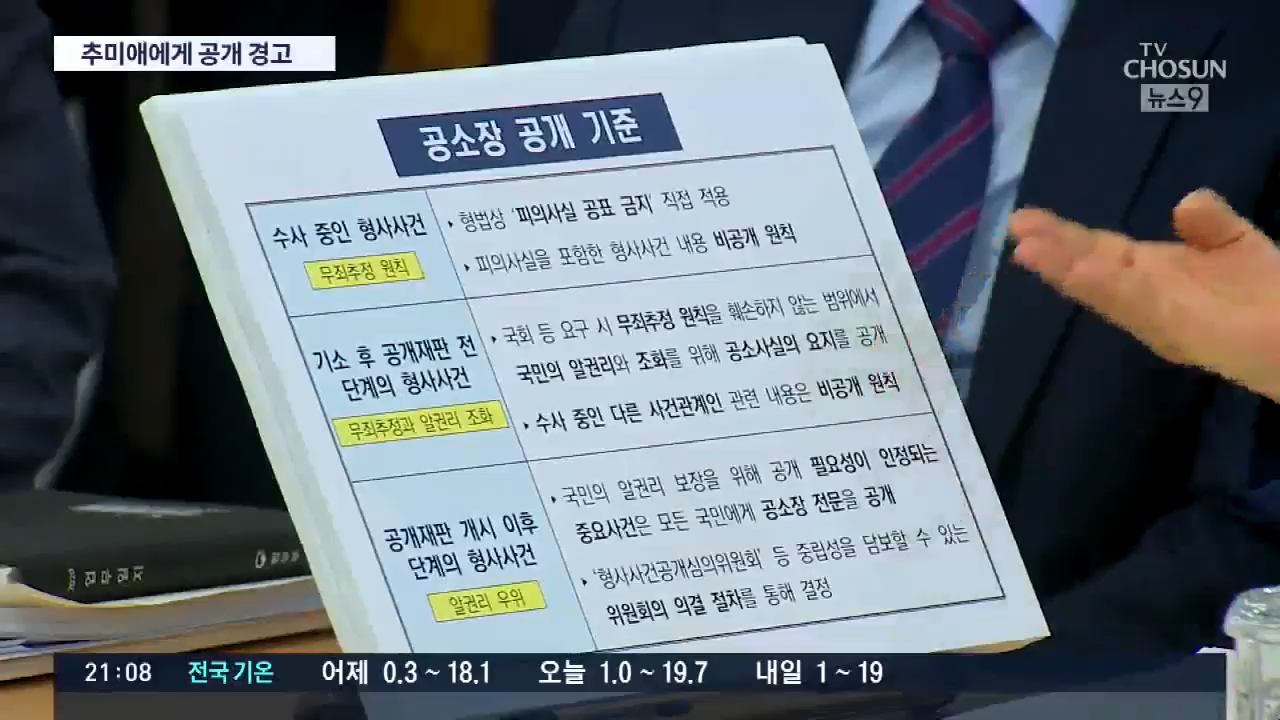 추미애에게 공개 경고
TV
CHOSUN
뉴스9
공소장 공개 기준
수사 중인 형사사건
무죄추정 원칙
형법상 '피의사실 공표 금지' 직접 적용
피의사실을 포함한 형사사건 내용 비공개 원칙
기소 후 공개재판 전
단계의 형사사건
무죄추정과 알권리 조화
국회 등 요구 시 무죄추정 원칙을 훼손하지 않는 범위에서
국민의 알권리와 조화를 위해 공소사실의 요지를 공개
수사 중인 다른 사건관계인 관련 내용은 비공개 원칙
공개재판 개시 이후
단계의 형사사건
알권리 우위
국민의 알권리 보장을 위해 공개 필요성이 인정되는
중요사건은 모든 국민에게 공소장 전문을 공개
'형사사건공개심의위원회' 등 중립성을 담보할 수 있는
위원회의 의결 절차를 통해 결정
업무일지
21:08 전국기온 어제 0.3 ~ 18.1 오늘 1.0 ~ 19.7 내일 1 ~ 19